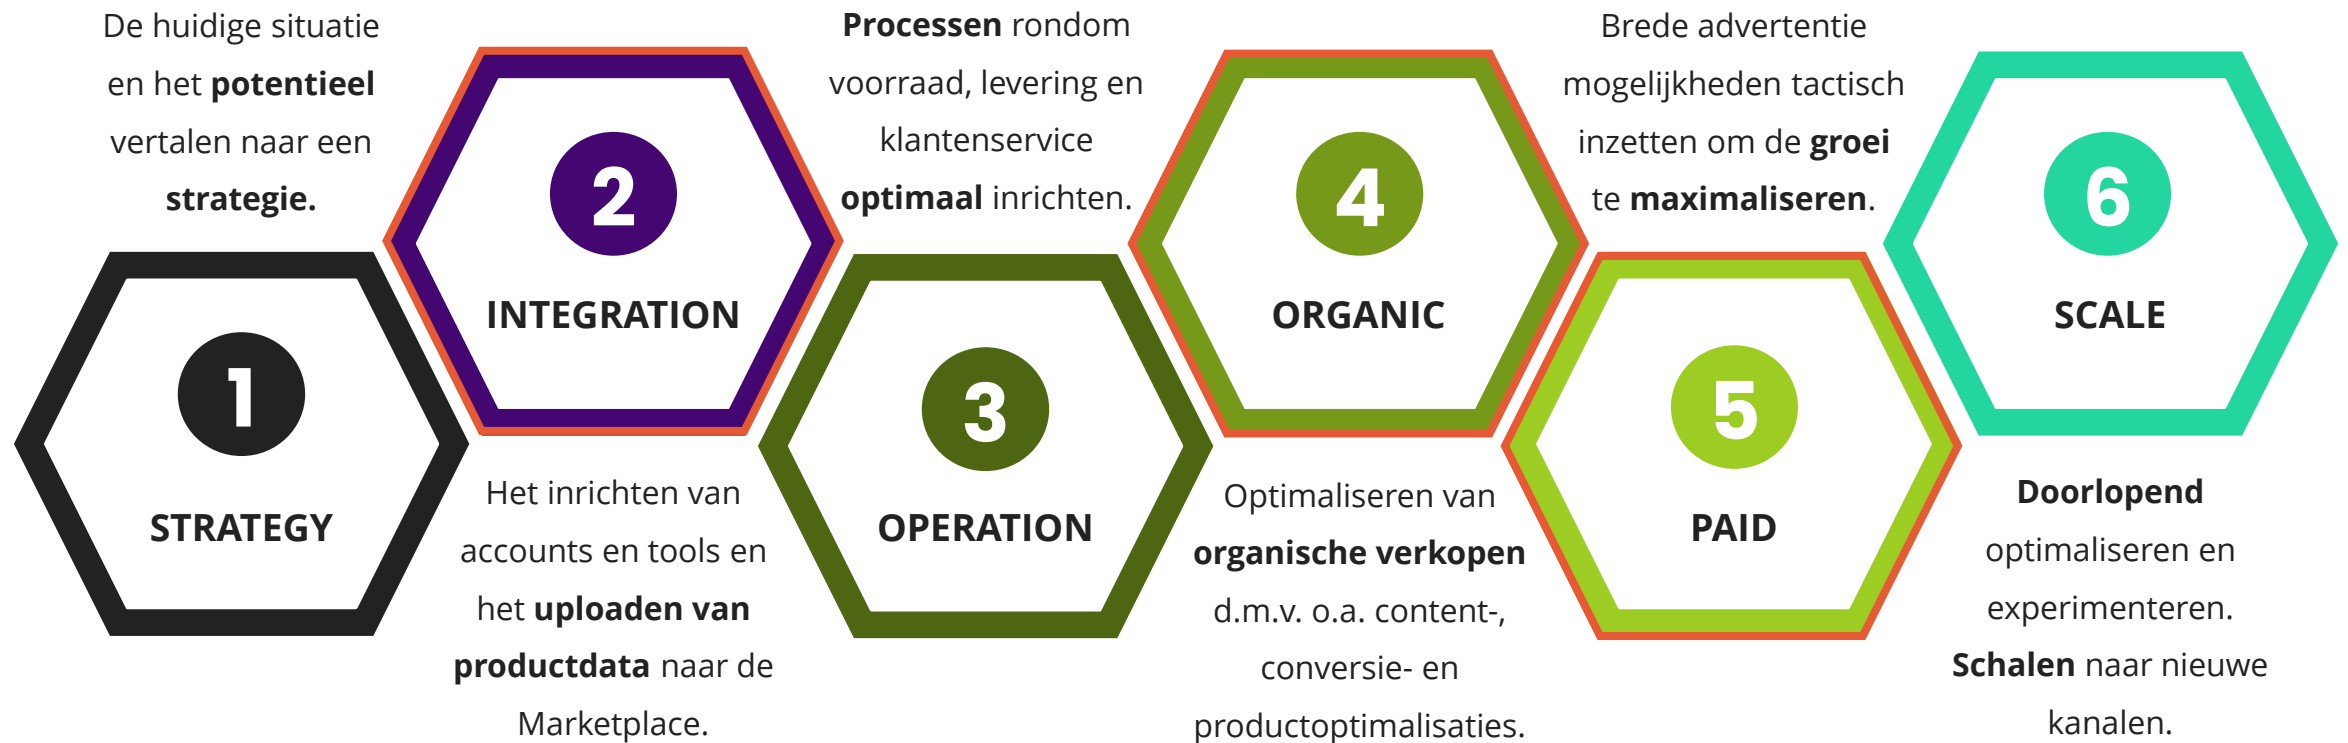 De huidige situatie
en het potentieel
vertalen naar een
strategie.
1
STRATEGY
2
INTEGRATION
Het inrichten van
accounts en tools en
het uploaden van
productdata naar de
Marketplace.
Processen rondom
voorraad, levering en
klantenservice
optimaal inrichten.
3
OPERATION
4
ORGANIC
Optimaliseren van
organische verkopen
d.m.v. o.a. content-,
conversie- en
productoptimalisaties.
Brede advertentie
mogelijkheden tactisch
inzetten om de groei
te maximaliseren.
5
PAID
6
SCALE
Doorlopend
optimaliseren en
experimenteren.
Schalen naar nieuwe
kanalen.